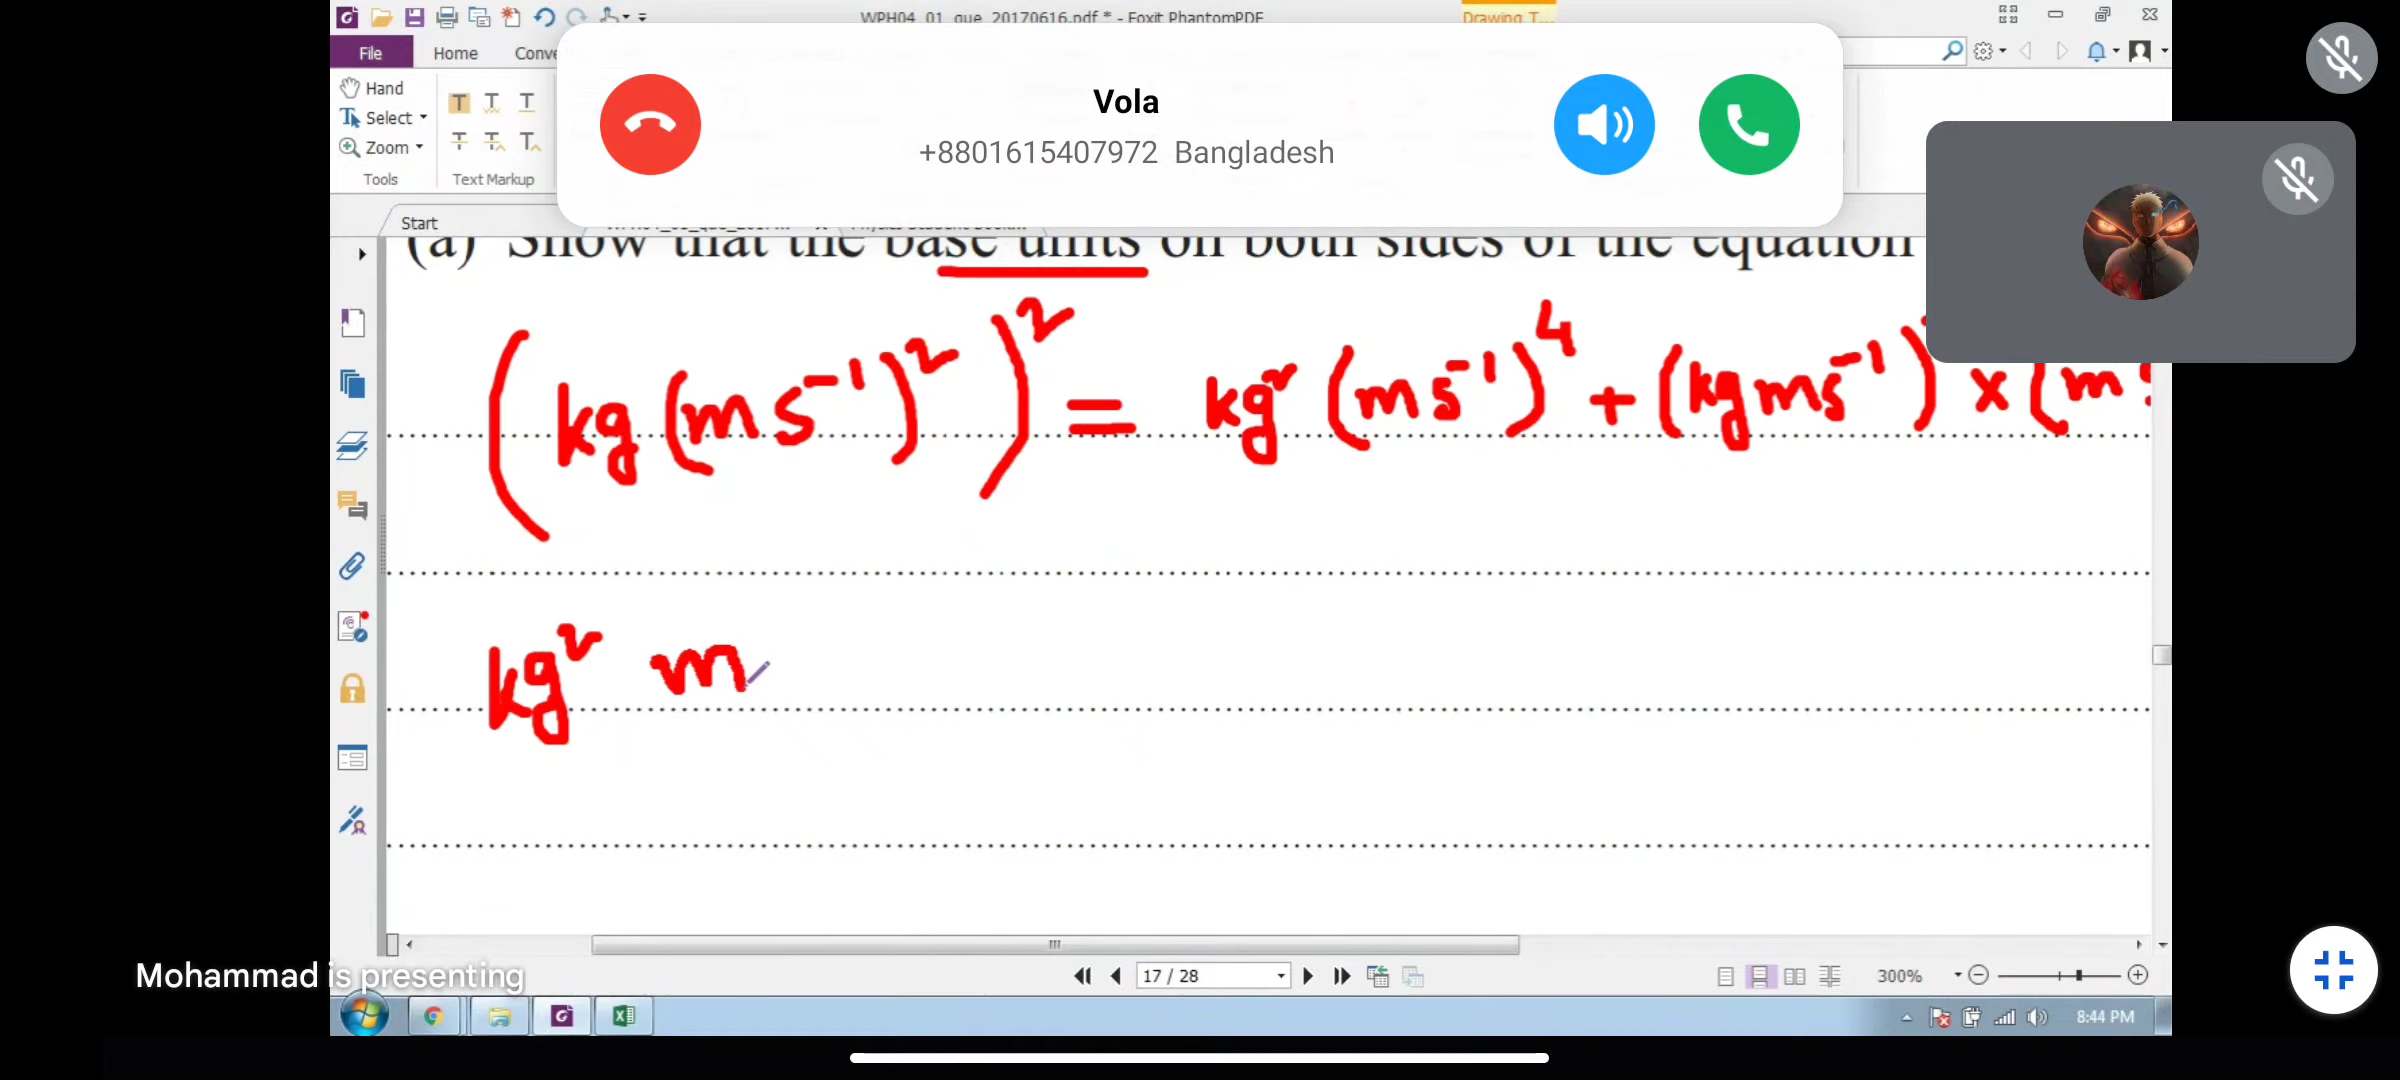 WPH04_01_que_20170616.pdf * - Foxit PhantomPDF
Drawing T...
File
Home
Conve
Vola
+8801615407972 Bangladesh
Hand
Select
Zoom
Tools
Text Markup
Start
(a) Show that the base units on both sides of the equation
(kg(ms⁻¹)²)² = kg²(ms⁻¹)⁴ + (kgms⁻¹) × (m
kg² m
Mohammad is presenting
17 / 28
300%
8:44 PM